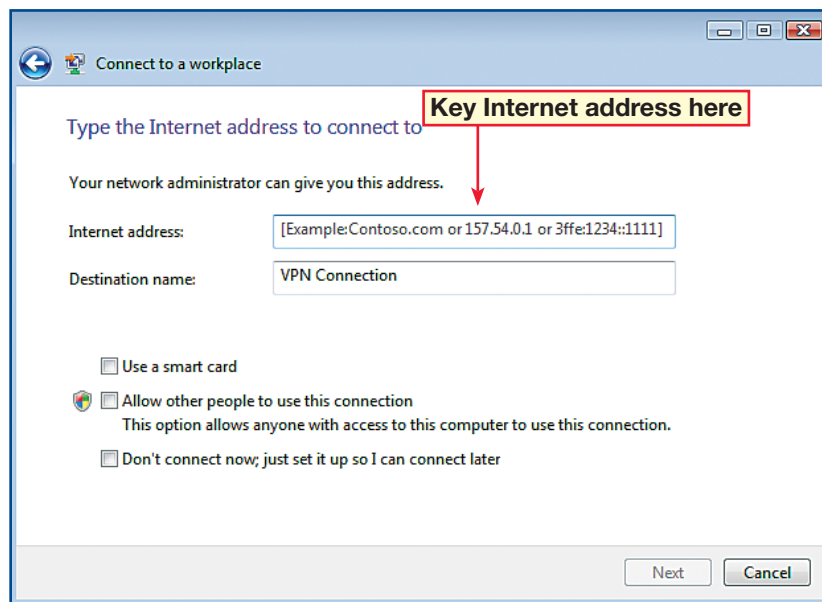 Connect to a workplace
Key Internet address here
Type the Internet address to connect to
Your network administrator can give you this address.
Internet address:
[Example:Contoso.com or 157.54.0.1 or 3ffe:1234::1111]
Destination name:
VPN Connection
Use a smart card
Allow other people to use this connection
This option allows anyone with access to this computer to use this connection.
Don't connect now; just set it up so I can connect later
Next
Cancel